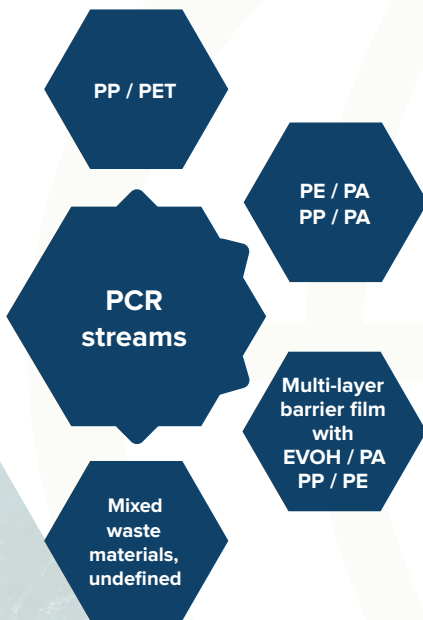 PP / PET
PE / PA
PP / PA
PCR
streams
Multi-layer
barrier film
with
EVOH / PA
PP / PE
Mixed
waste
materials,
undefined